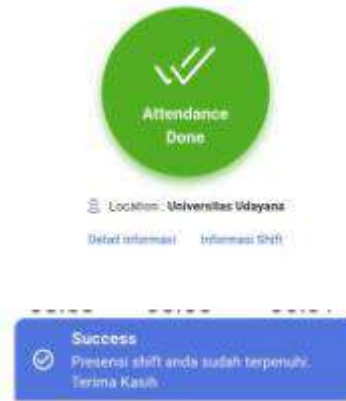 Attendance
Done
Location : Universitas Udayana
Detail informasi Informasi Shift
Success
Presensi shift anda sudah terpenuhi.
Terima Kasih